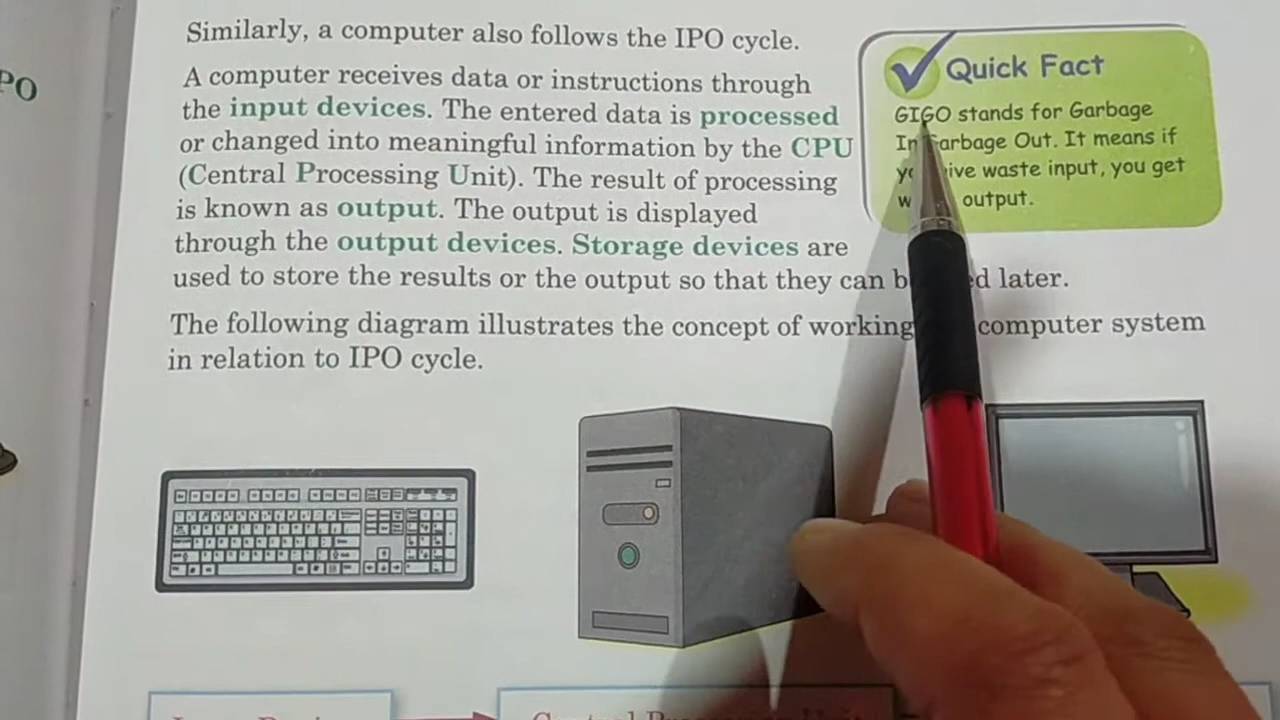 PO
Similarly, a computer also follows the IPO cycle.
A computer receives data or instructions through
the input devices. The entered data is processed
or changed into meaningful information by the CPU
(Central Processing Unit). The result of processing
is known as output. The output is displayed
through the output devices. Storage devices are
used to store the results or the output so that they can later.
The following diagram illustrates the concept of working computer system
in relation to IPO cycle.
Quick Fact
GIGO stands for Garbage
In Garbage Out. It means if
waste input, you get
output.